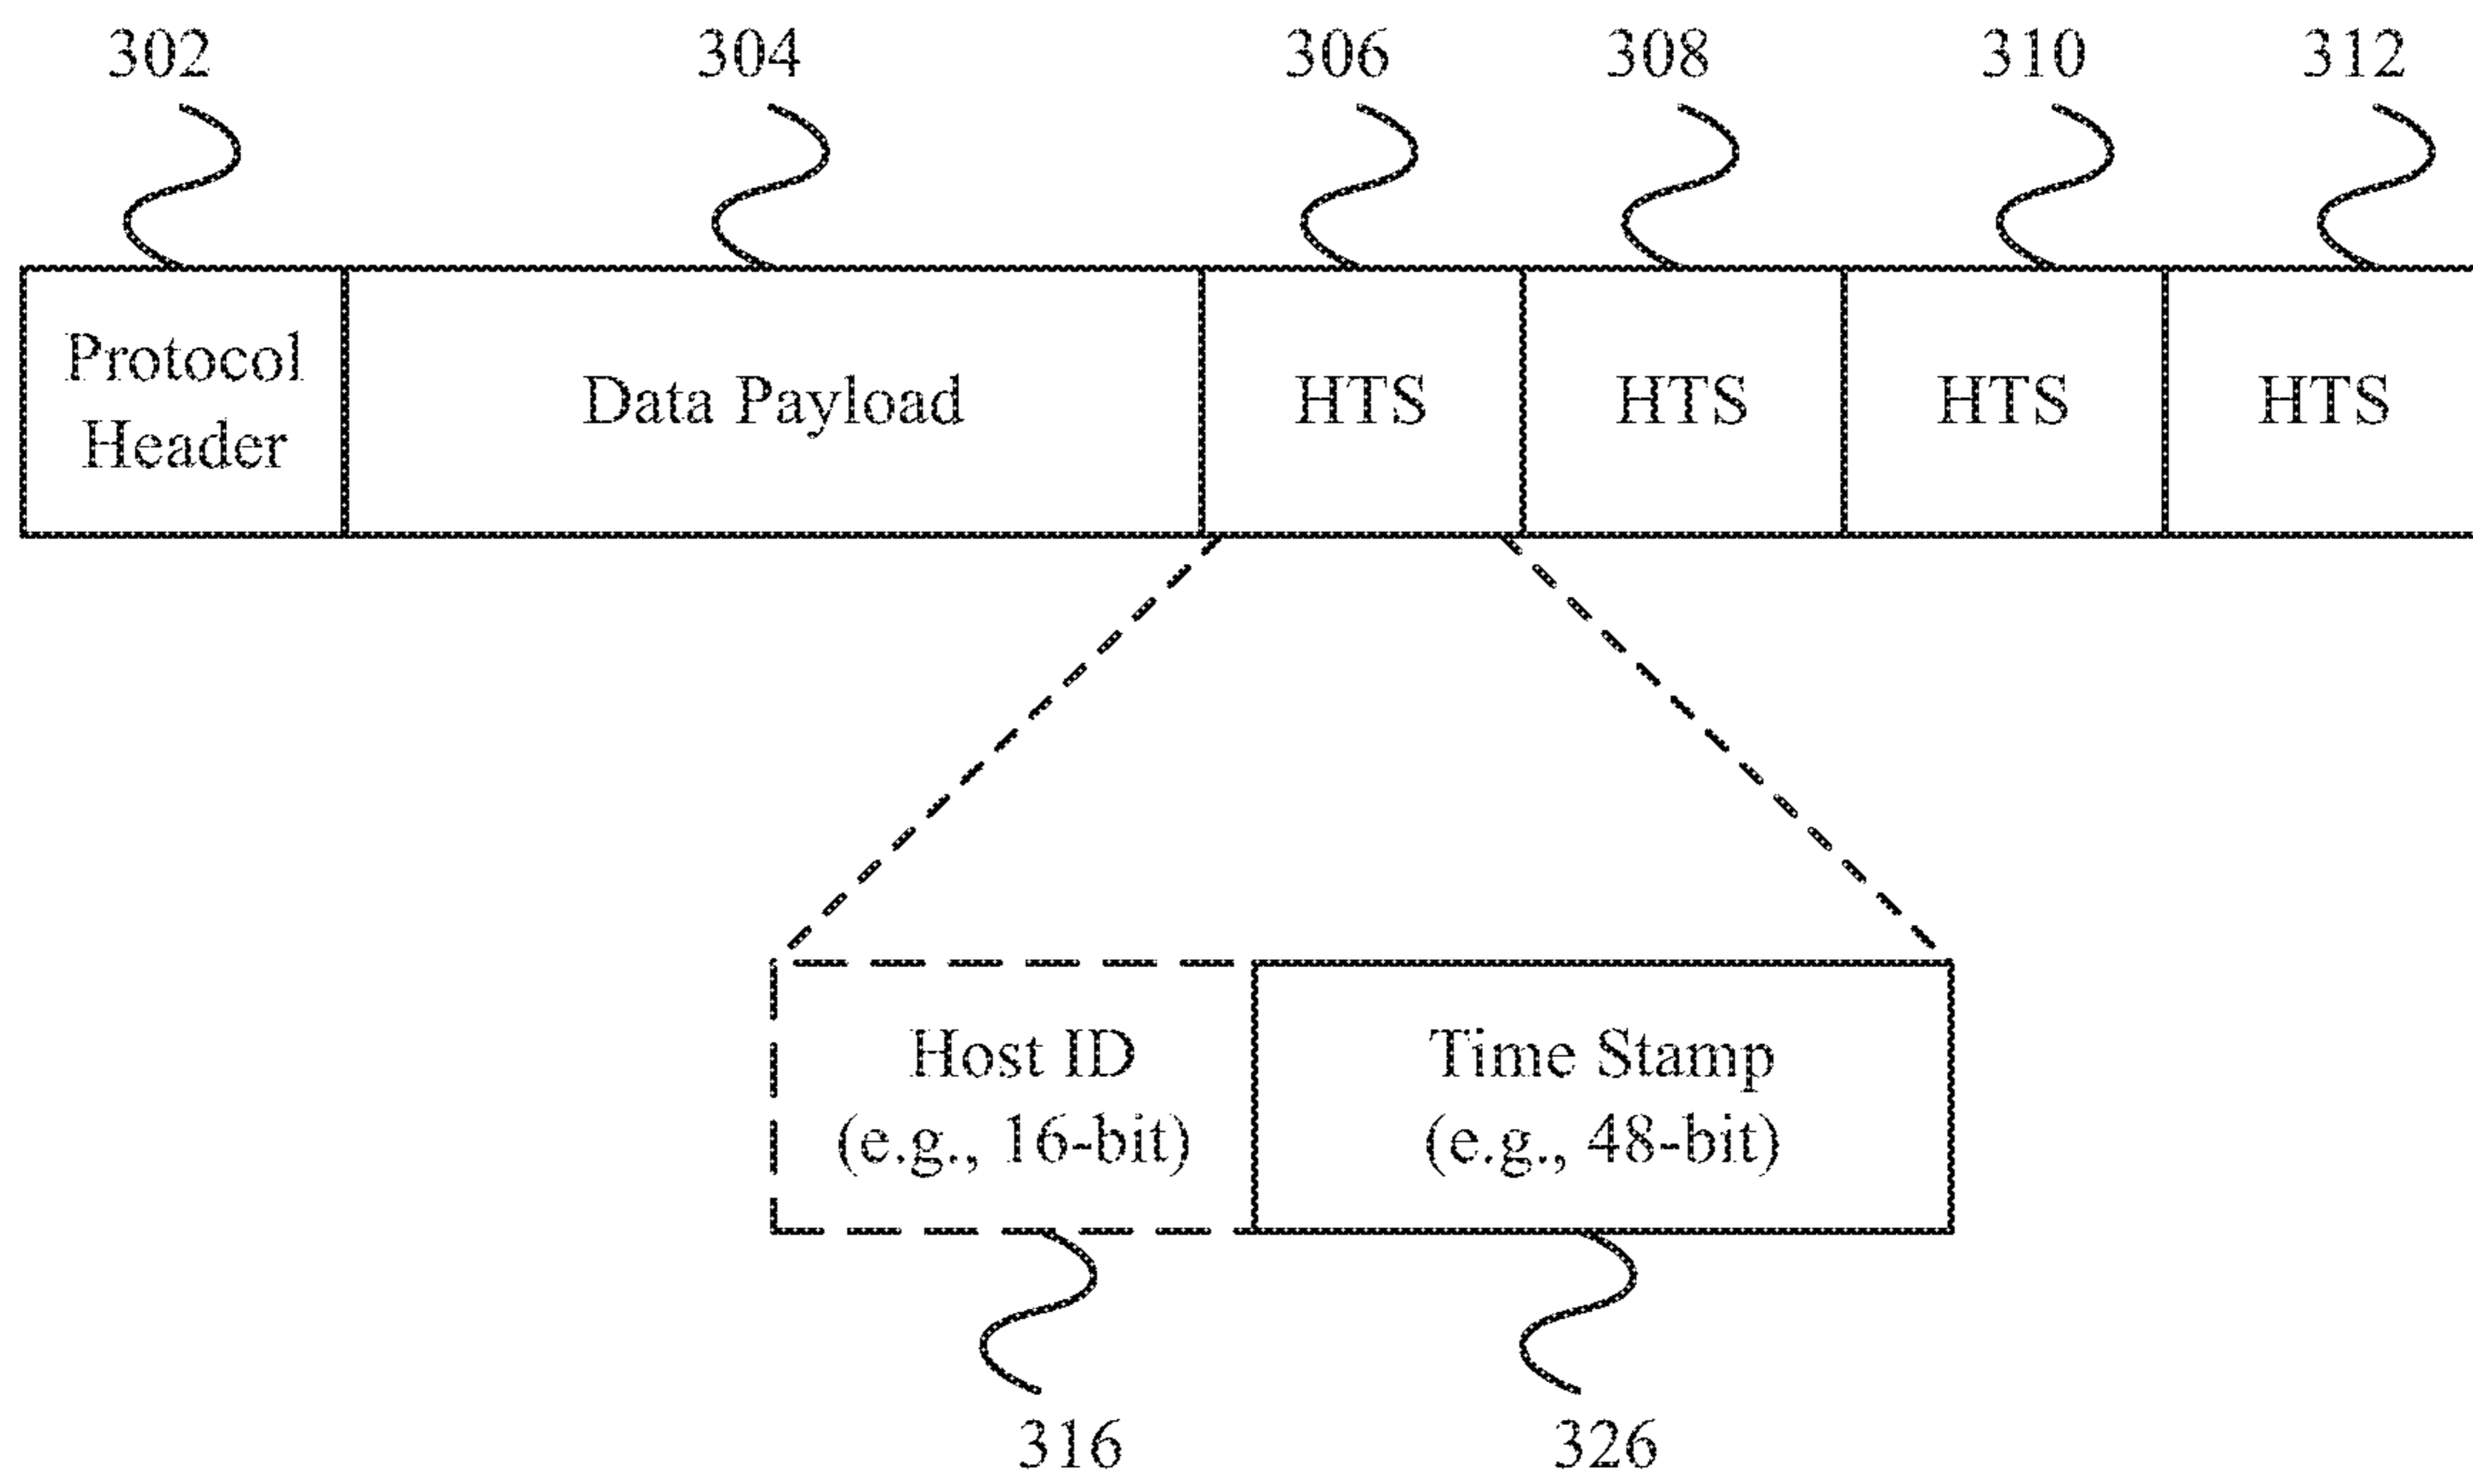 302 304 306 308 310 312
Protocol
Header
Data Payload
HTS
HTS
HTS
HTS
Host ID
(e.g., 16-bit)
Time Stamp
(e.g., 48-bit)
316 326